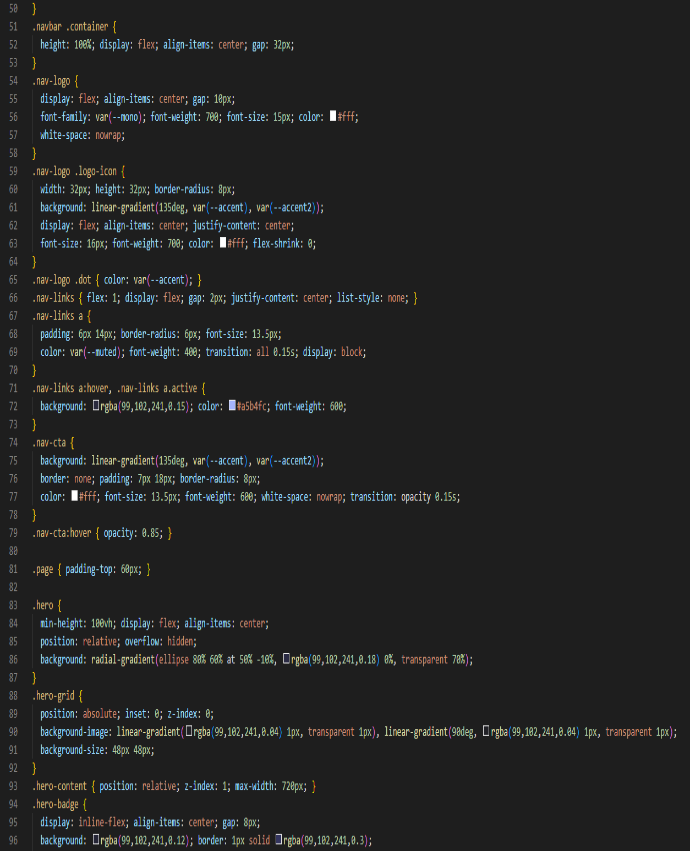 50 }
51 .navbar .container {
52 height: 100%; display: flex; align-items: center; gap: 32px;
53 }
54 .nav-logo {
55 display: flex; align-items: center; gap: 10px;
56 font-family: var(--mono); font-weight: 700; font-size: 15px; color: #fff;
57 white-space: nowrap;
58 }
59 .nav-logo .logo-icon {
60 width: 32px; height: 32px; border-radius: 8px;
61 background: linear-gradient(135deg, var(--accent), var(--accent2));
62 display: flex; align-items: center; justify-content: center;
63 font-size: 16px; font-weight: 700; color: #fff; flex-shrink: 0;
64 }
65 .nav-logo .dot { color: var(--accent); }
66 .nav-links { flex: 1; display: flex; gap: 2px; justify-content: center; list-style: none; }
67 .nav-links a {
68 padding: 6px 14px; border-radius: 6px; font-size: 13.5px;
69 color: var(--muted); font-weight: 400; transition: all 0.15s; display: block;
70 }
71 .nav-links a:hover, .nav-links a.active {
72 background: rgba(99,102,241,0.15); color: #a5b4fc; font-weight: 600;
73 }
74 .nav-cta {
75 background: linear-gradient(135deg, var(--accent), var(--accent2));
76 border: none; padding: 7px 18px; border-radius: 8px;
77 color: #fff; font-size: 13.5px; font-weight: 600; white-space: nowrap; transition: opacity 0.15s;
78 }
79 .nav-cta:hover { opacity: 0.85; }
80
81 .page { padding-top: 60px; }
82
83 .hero {
84 min-height: 100vh; display: flex; align-items: center;
85 position: relative; overflow: hidden;
86 background: radial-gradient(ellipse 80% 60% at 50% -10%, rgba(99,102,241,0.18) 0%, transparent 70%);
87 }
88 .hero-grid {
89 position: absolute; inset: 0; z-index: 0;
90 background-image: linear-gradient(rgba(99,102,241,0.04) 1px, transparent 1px), linear-gradient(90deg, rgba(99,102,241,0.04) 1px, transparent 1px);
91 background-size: 48px 48px;
92 }
93 .hero-content { position: relative; z-index: 1; max-width: 720px; }
94 .hero-badge {
95 display: inline-flex; align-items: center; gap: 8px;
96 background: rgba(99,102,241,0.12); border: 1px solid rgba(99,102,241,0.3);